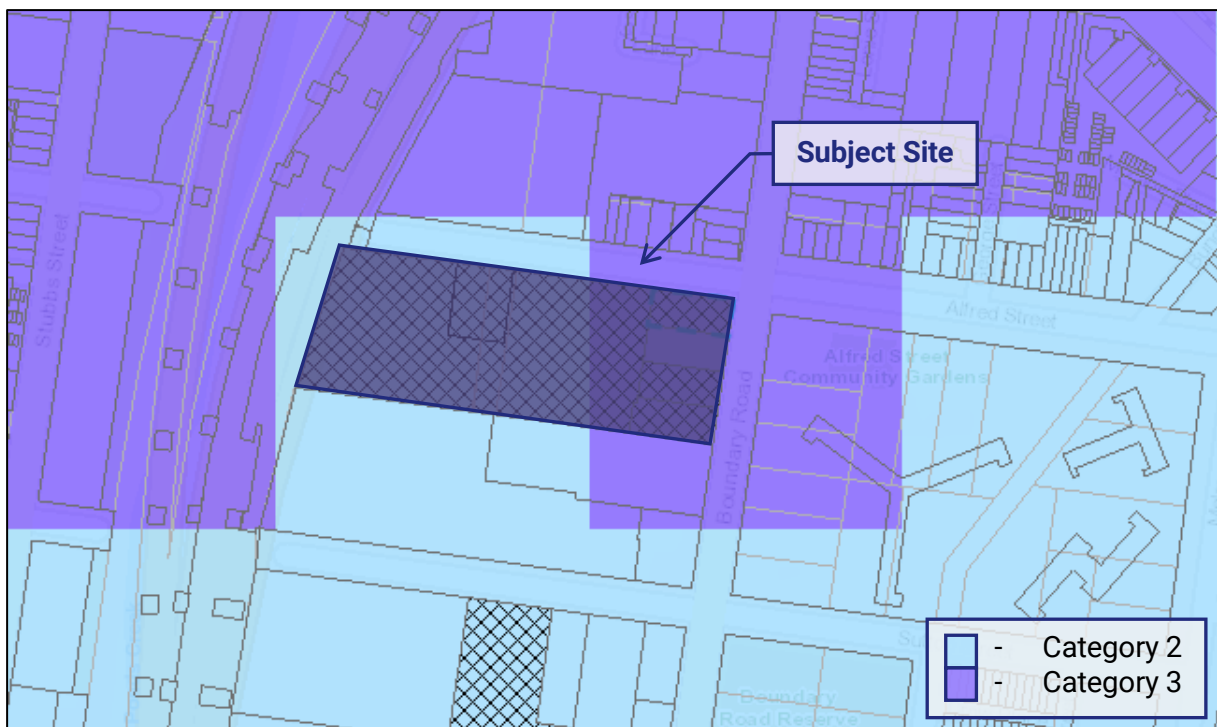 Subject Site
Stubbs Street
Alfred Street
Alfred Street
Community Gardens
Boundary Road
Boundary
Road Reserve
- Category 2
- Category 3